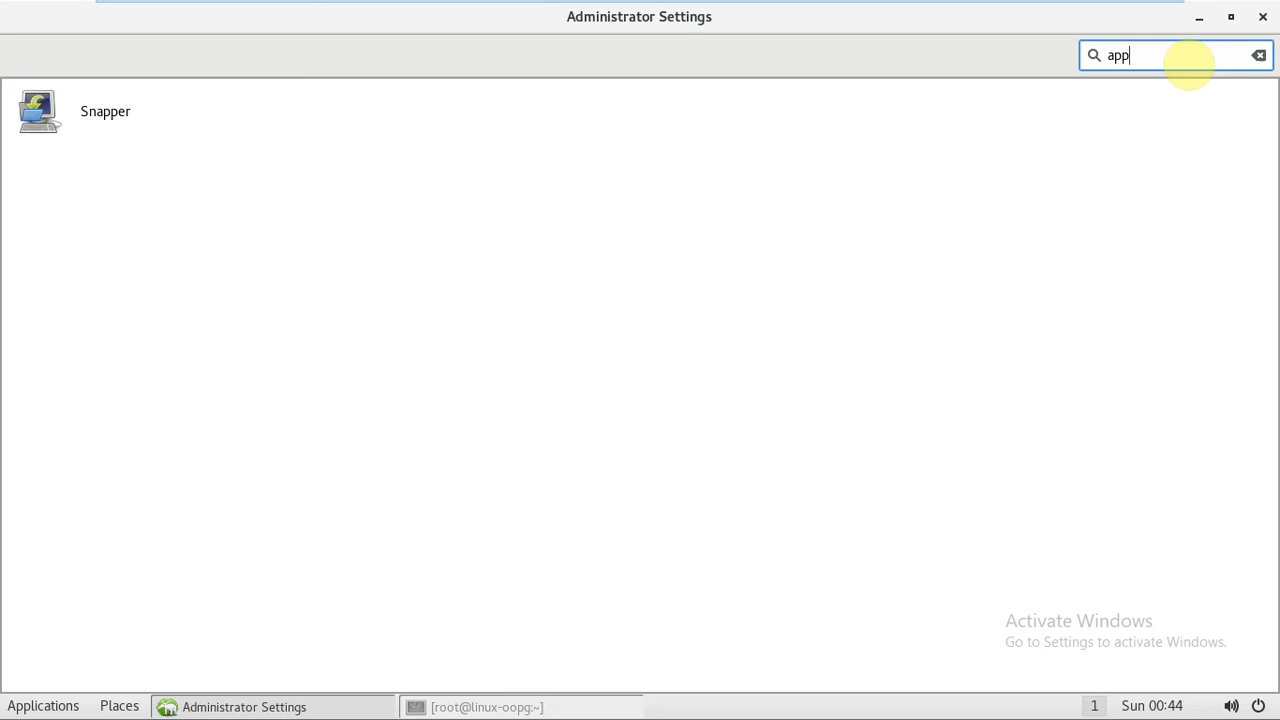 Administrator Settings
app
Snapper
Activate Windows
Go to Settings to activate Windows.
Applications Places Administrator Settings [root@linux-oopg:~] 1 Sun 00:44